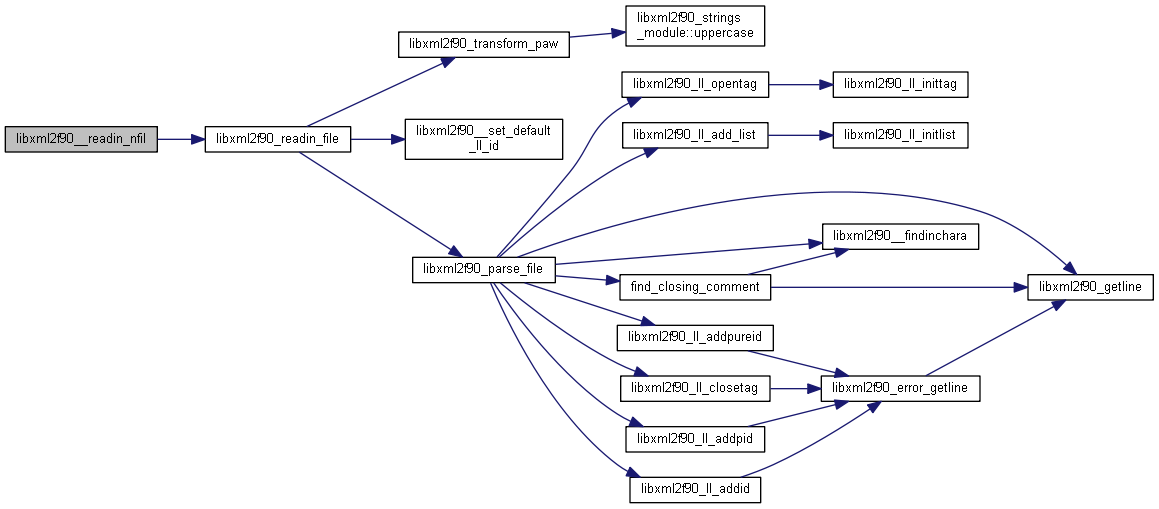 libxml2f90_strings
_module::uppercase
libxml2f90_transform_paw
libxml2f90_ll_opentag
libxml2f90_ll_inittag
libxml2f90__readin_nfil
libxml2f90_readin_file
libxml2f90__set_default
_ll_id
libxml2f90_ll_add_list
libxml2f90_ll_initlist
libxml2f90__findinchara
libxml2f90_parse_file
find_closing_comment
libxml2f90_getline
libxml2f90_ll_addpureid
libxml2f90_ll_closetag
libxml2f90_error_getline
libxml2f90_ll_addpid
libxml2f90_ll_addid